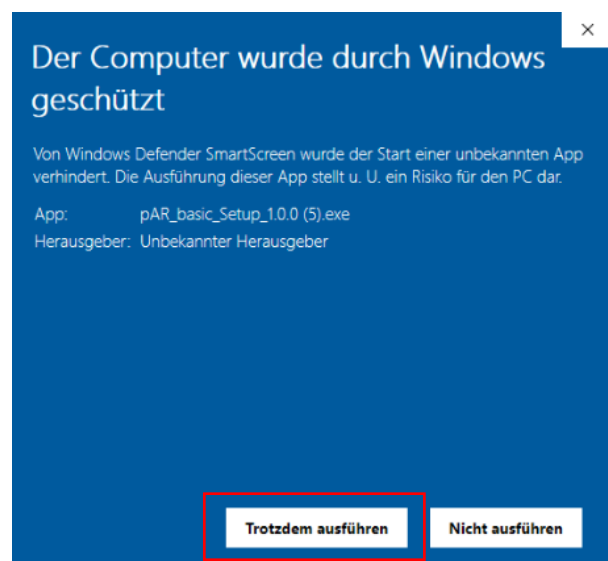 Der Computer wurde durch Windows
geschützt
Von Windows Defender SmartScreen wurde der Start einer unbekannten App
verhindert. Die Ausführung dieser App stellt u. U. ein Risiko für den PC dar.
App: pAR_basic_Setup_1.0.0 (5).exe
Herausgeber: Unbekannter Herausgeber
Trotzdem ausführen Nicht ausführen